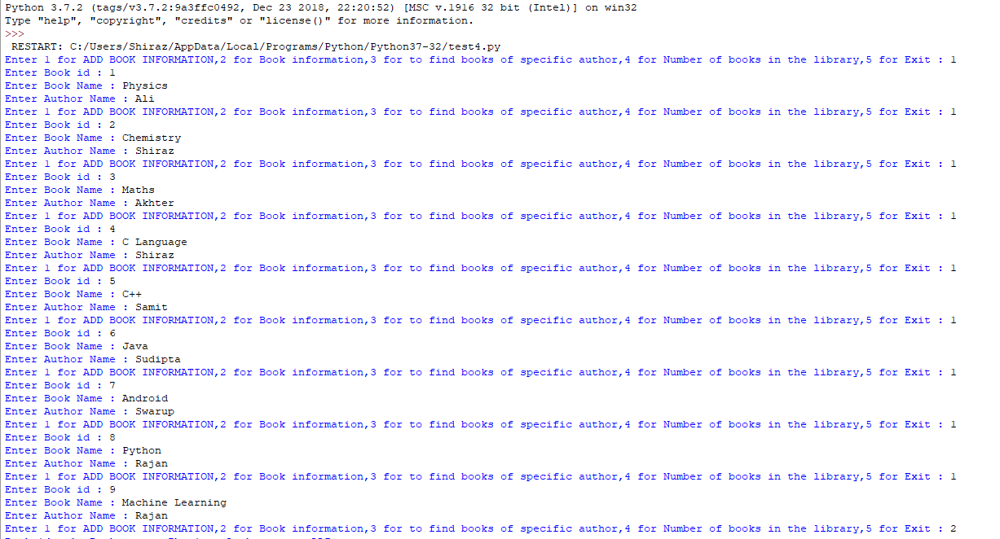 Python 3.7.2 (tags/v3.7.2:9a3ffc0492, Dec 23 2018, 22:20:52) [MSC v.1916 32 bit (Intel)] on win32
Type "help", "copyright", "credits" or "license()" for more information.
>>>
 RESTART: C:/Users/Shiraz/AppData/Local/Programs/Python/Python37-32/test4.py
Enter 1 for ADD BOOK INFORMATION,2 for Book information,3 for to find books of specific author,4 for Number of books in the library,5 for Exit : 1
Enter Book id : 1
Enter Book Name : Physics
Enter Author Name : Ali
Enter 1 for ADD BOOK INFORMATION,2 for Book information,3 for to find books of specific author,4 for Number of books in the library,5 for Exit : 1
Enter Book id : 2
Enter Book Name : Chemistry
Enter Author Name : Shiraz
Enter 1 for ADD BOOK INFORMATION,2 for Book information,3 for to find books of specific author,4 for Number of books in the library,5 for Exit : 1
Enter Book id : 3
Enter Book Name : Maths
Enter Author Name : Akhter
Enter 1 for ADD BOOK INFORMATION,2 for Book information,3 for to find books of specific author,4 for Number of books in the library,5 for Exit : 1
Enter Book id : 4
Enter Book Name : C Language
Enter Author Name : Shiraz
Enter 1 for ADD BOOK INFORMATION,2 for Book information,3 for to find books of specific author,4 for Number of books in the library,5 for Exit : 1
Enter Book id : 5
Enter Book Name : C++
Enter Author Name : Samit
Enter 1 for ADD BOOK INFORMATION,2 for Book information,3 for to find books of specific author,4 for Number of books in the library,5 for Exit : 1
Enter Book id : 6
Enter Book Name : Java
Enter Author Name : Sudipta
Enter 1 for ADD BOOK INFORMATION,2 for Book information,3 for to find books of specific author,4 for Number of books in the library,5 for Exit : 1
Enter Book id : 7
Enter Book Name : Android
Enter Author Name : Swarup
Enter 1 for ADD BOOK INFORMATION,2 for Book information,3 for to find books of specific author,4 for Number of books in the library,5 for Exit : 1
Enter Book id : 8
Enter Book Name : Python
Enter Author Name : Rajan
Enter 1 for ADD BOOK INFORMATION,2 for Book information,3 for to find books of specific author,4 for Number of books in the library,5 for Exit : 1
Enter Book id : 9
Enter Book Name : Machine Learning
Enter Author Name : Rajan
Enter 1 for ADD BOOK INFORMATION,2 for Book information,3 for to find books of specific author,4 for Number of books in the library,5 for Exit : 2